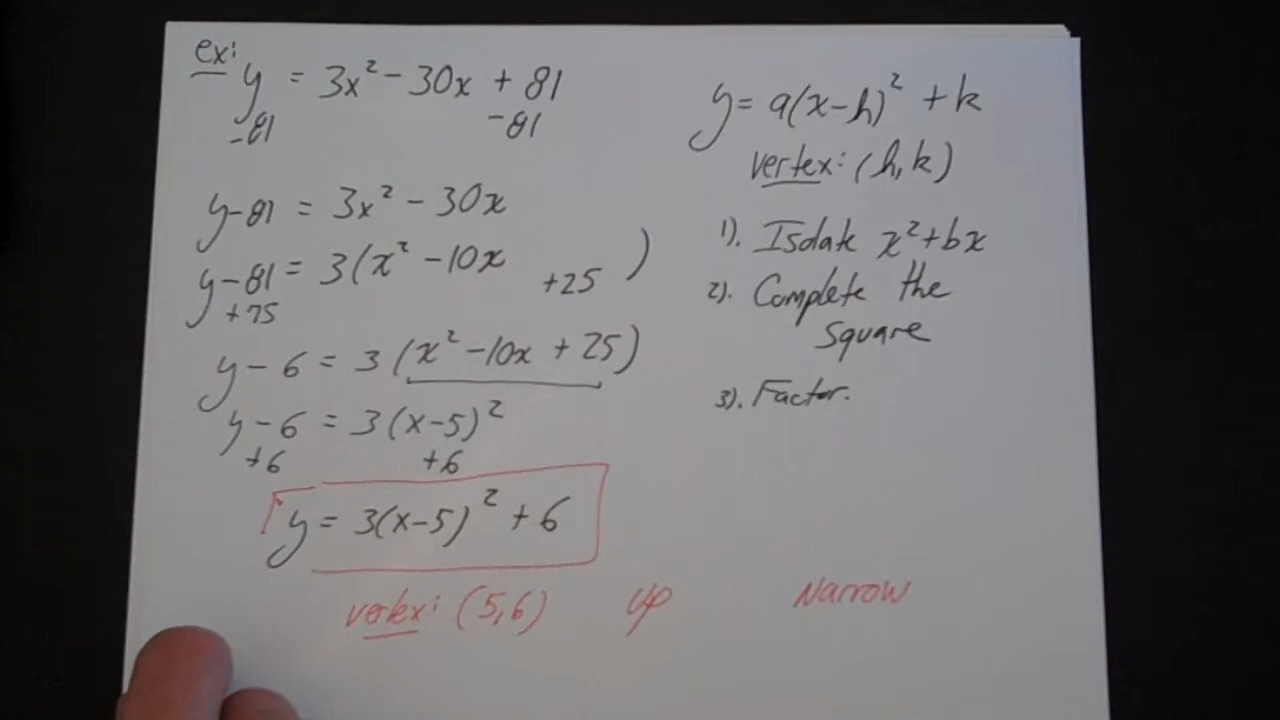 ex: y = 3x² - 30x + 81
-81 -81
y-81 = 3x² - 30x
y-81 = 3(x² - 10x +25 )
+75
y - 6 = 3(x² - 10x + 25)
y - 6 = 3(x-5)²
+6 +6
y = 3(x-5)² + 6
vertex: (5,6) up Narrow
y = a(x-h)² + k
vertex: (h,k)
1). Isolate x²+bx
2). Complete the
Square
3). Factor.